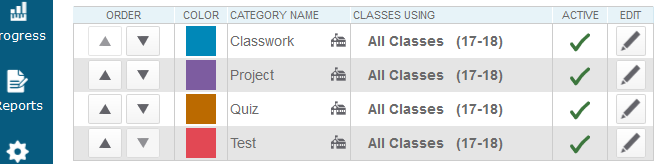 ORDER COLOR CATEGORY NAME CLASSES USING ACTIVE EDIT
Classwork All Classes (17-18)
rogress
Project All Classes (17-18)
Reports
Quiz All Classes (17-18)
Test All Classes (17-18)